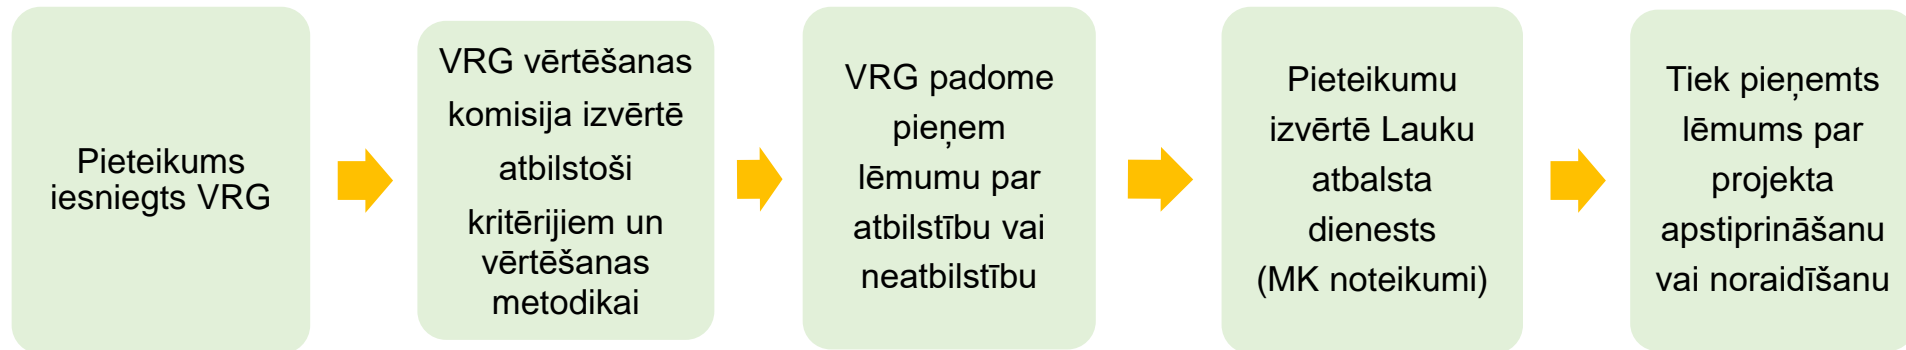 Pieteikums
iesniegts VRG
VRG vērtēšanas
komisija izvērtē
atbilstoši
kritērijiem un
vērtēšanas
metodikai
VRG padome
pieņem
lēmumu par
atbilstību vai
neatbilstību
Pieteikumu
izvērtē Lauku
atbalsta
dienests
(MK noteikumi)
Tiek pieņemts
lēmums par
projekta
apstiprināšanu
vai noraidīšanu